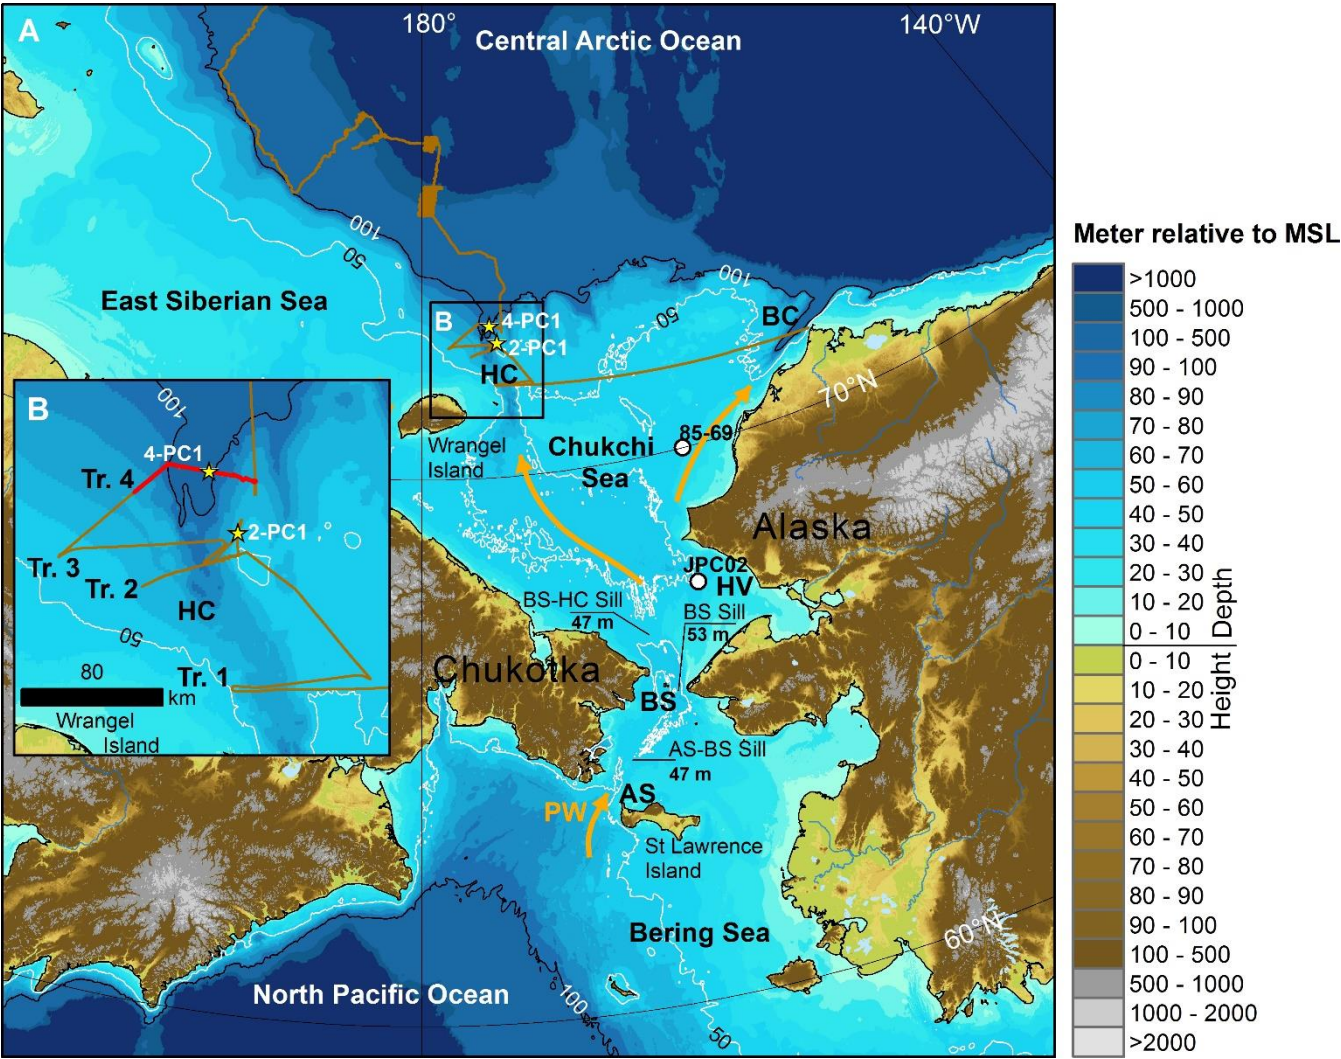 A
180°
140°W
Central Arctic Ocean
100
50
East Siberian Sea
100
50
BC
B
4-PC1
2-PC1
HC
70°N
85-69
Wrangel
Island
Chukchi
Sea
Alaska
JPC02
HV
BS-HC Sill
47 m
BS Sill
53 m
Chukotka
BS
AS-BS Sill
47 m
PW
AS
St Lawrence
Island
Bering Sea
60°N
North Pacific Ocean
100
50
B
100
4-PC1
Tr. 4
2-PC1
Tr. 3
Tr. 2
HC
50
80
km
Tr. 1
Wrangel
Island
Meter relative to MSL
>1000
500 - 1000
100 - 500
90 - 100
80 - 90
70 - 80
60 - 70
50 - 60
40 - 50
30 - 40
20 - 30
10 - 20
0 - 10
Depth
Height
0 - 10
10 - 20
20 - 30
30 - 40
40 - 50
50 - 60
60 - 70
70 - 80
80 - 90
90 - 100
100 - 500
500 - 1000
1000 - 2000
>2000